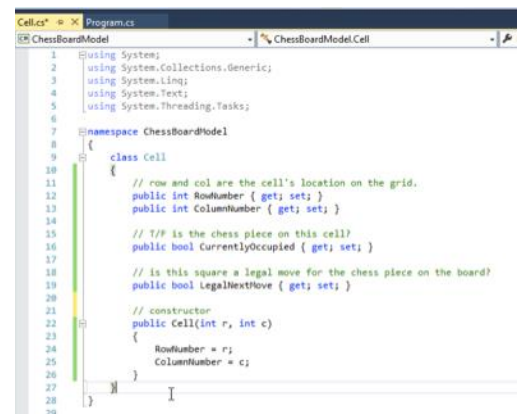 Cell.cs* Program.cs
ChessBoardModel ChessBoardModel.Cell
1 using System;
2 using System.Collections.Generic;
3 using System.Linq;
4 using System.Text;
5 using System.Threading.Tasks;
6
7 namespace ChessBoardModel
8 {
9 class Cell
10 {
11 // row and col are the cell's location on the grid.
12 public int RowNumber { get; set; }
13 public int ColumnNumber { get; set; }
14
15 // T/F is the chess piece on this cell?
16 public bool CurrentlyOccupied { get; set; }
17
18 // is this square a legal move for the chess piece on the board?
19 public bool LegalNextMove { get; set; }
20
21 // constructor
22 public Cell(int r, int c)
23 {
24 RowNumber = r;
25 ColumnNumber = c;
26 }
27 }
28 }
29